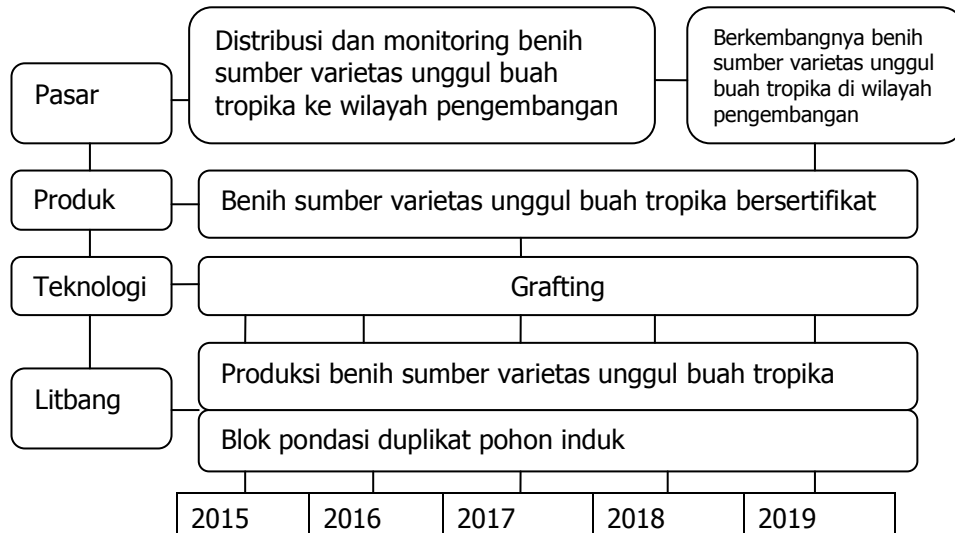 Pasar
Distribusi dan monitoring benih
sumber varietas unggul buah
tropika ke wilayah pengembangan
Berkembangnya benih
sumber varietas unggul
buah tropika di wilayah
pengembangan
Produk
Benih sumber varietas unggul buah tropika bersertifikat
Teknologi
Grafting
Litbang
Produksi benih sumber varietas unggul buah tropika
Blok pondasi duplikat pohon induk
2015 2016 2017 2018 2019